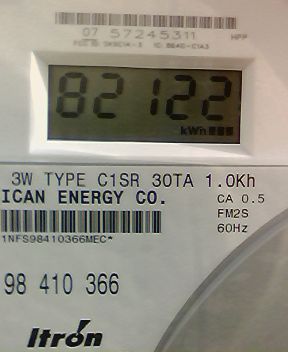 07 57245311
82122
kWh
3W TYPE C1SR 30TA 1.0Kh
ICAN ENERGY CO.
CA 0.5
FM2S
60Hz
1NFS98410366MEC*
98 410 366
Itrón